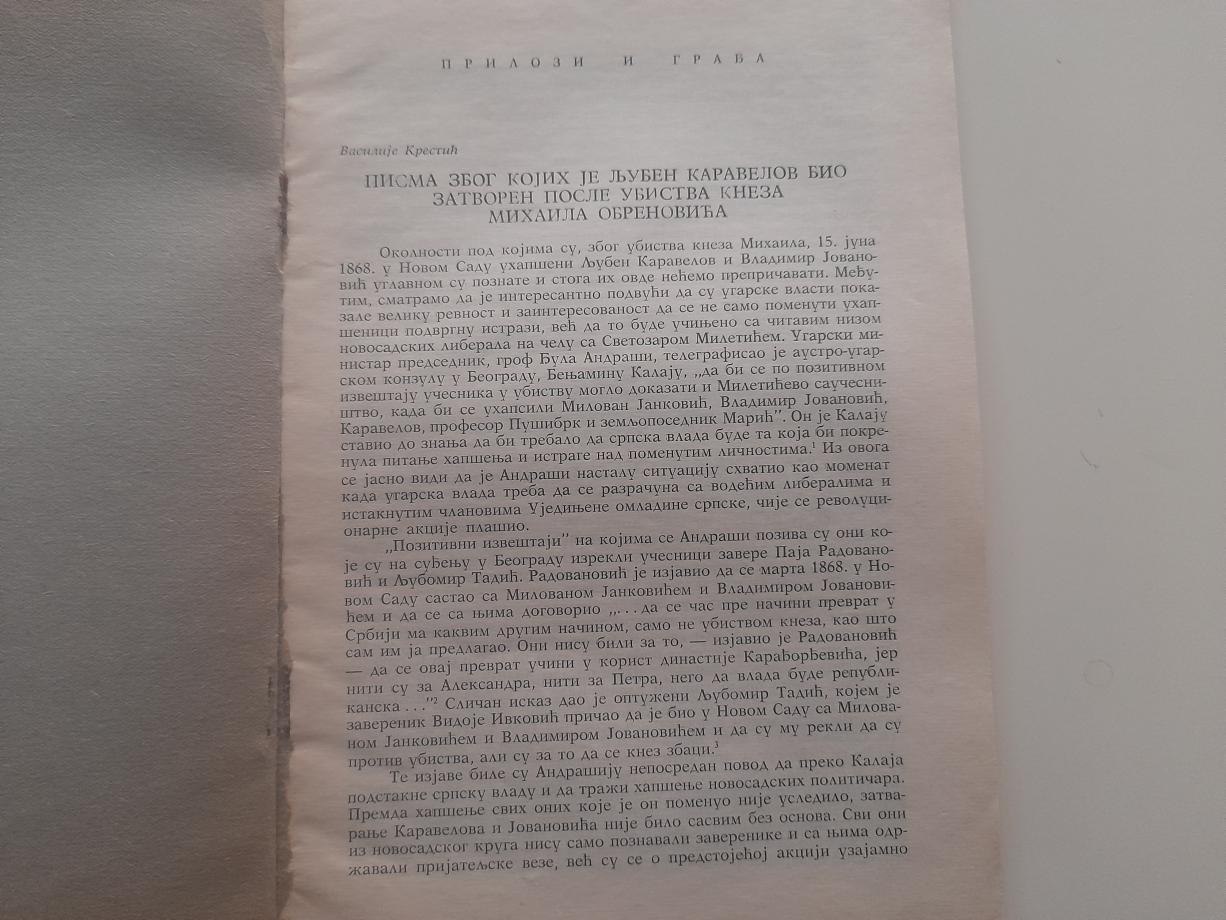 ПРИЛОЗИ И ГРАЂА
Василије Крестић
ПИСМА ЗБОГ КОЈИХ ЈЕ ЉУБЕН КАРАВЕЛОВ БИО
ЗАТВОРЕН ПОСЛЕ УБИСТВА КНЕЗА
МИХАИЛА ОБРЕНОВИЋА
Околности под којима су, због убиства кнеза Михаила, 15. јуна
1868. у Новом Саду ухапшени Љубен Каравелов и Владимир Јовано-
вић углавном су познате и стога их овде нећемо препричавати. Међу-
тим, сматрамо да је интересантно подвући да су угарске власти пока-
зале велику ревност и заинтересованост да се не само поменути ухап-
шеници подвргну истрази, већ да то буде учињено са читавим низом
новосадских либерала на челу са Светозаром Милетићем. Угарски ми-
нистар председник, гроф Ђула Андраши, телеграфисао је аустро-угар-
ском конзулу у Београду, Бењамину Калају, „да би се по позитивном
извештају учесника у убиству могло доказати и Милетићево саучесни-
штво, када би се ухапсили Милован Јанковић, Владимир Јовановић,
Каравелов, професор Пушибрк и земљопоседник Марић”. Он је Калају
ставио до знања да би требало да српска влада буде та која би покре-
нула питање хапшења и истраге над поменутим личностима.¹ Из овога
се јасно види да је Андраши насталу ситуацију схватио као моменат
када угарска влада треба да се разрачуна са водећим либералима и
истакнутим члановима Уједињене омладине српске, чије се револуци-
онарне акције плашио.
„Позитивни извештаји” на којима се Андраши позива су они ко-
је су на суђењу у Београду изрекли учесници завере Паја Радовано-
вић и Љубомир Тадић. Радовановић је изјавио да се марта 1868. у Но-
вом Саду састао са Милованом Јанковићем и Владимиром Јованови-
ћем и да се са њима договорио „...да се час пре начини преврат у
Србији ма каквим другим начином, само не убиством кнеза, као што
сам им ја предлагао. Они нису били за то, — изјавио је Радовановић
— да се овај преврат учини у корист династије Карађорђевића, јер
нити су за Александра, нити за Петра, него да влада буде републи-
канска...”² Сличан исказ дао је оптужени Љубомир Тадић, којем је
завереник Видоје Ивковић причао да је био у Новом Саду са Милова-
ном Јанковићем и Владимиром Јовановићем и да су му рекли да су
против убиства, али су за то да се кнез збаци.³
Те изјаве биле су Андрашију непосредан повод да преко Калаја
подстакне српску владу и да тражи хапшење новосадских политичара.
Премда хапшење свих оних које је он поменуо није уследило, затва-
рање Каравелова и Јовановића није било сасвим без основа. Сви они
из новосадског круга нису само познавали заверенике и са њима одр-
жавали пријатељске везе, већ су се о предстојећој акцији узајамно